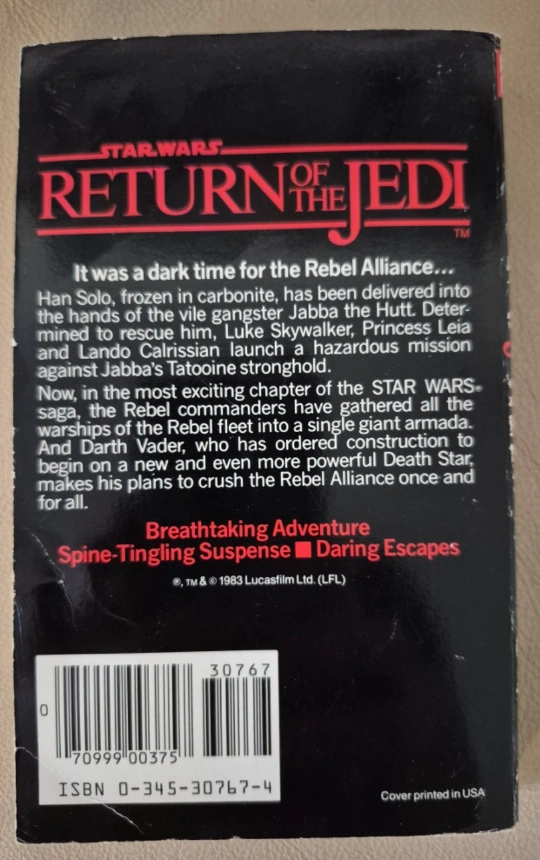 STAR WARS
RETURN OF THE JEDI
TM
It was a dark time for the Rebel Alliance...
Han Solo, frozen in carbonite, has been delivered into
the hands of the vile gangster Jabba the Hutt. Deter-
mined to rescue him, Luke Skywalker, Princess Leia
and Lando Calrissian launch a hazardous mission
against Jabba's Tatooine stronghold.
Now, in the most exciting chapter of the STAR WARS®
saga, the Rebel commanders have gathered all the
warships of the Rebel fleet into a single giant armada.
And Darth Vader, who has ordered construction to
begin on a new and even more powerful Death Star,
makes his plans to crush the Rebel Alliance once and
for all.
Breathtaking Adventure
Spine-Tingling Suspense ■ Daring Escapes
®, TM & © 1983 Lucasfilm Ltd. (LFL)
30767
0
70999 00375
ISBN 0-345-30767-4
Cover printed in USA